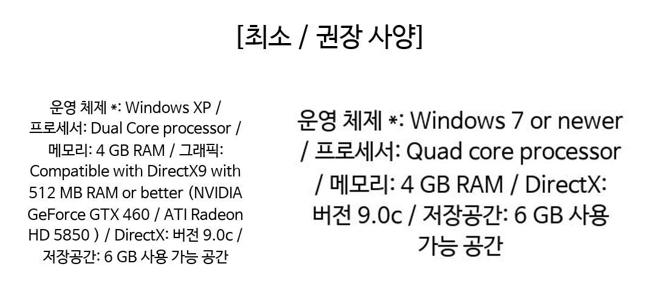 [최소 / 권장 사양]
운영 체제 *: Windows XP /
프로세서: Dual Core processor /
메모리: 4 GB RAM / 그래픽:
Compatible with DirectX9 with
512 MB RAM or better (NVIDIA
GeForce GTX 460 / ATI Radeon
HD 5850 ) / DirectX: 버전 9.0c /
저장공간: 6 GB 사용 가능 공간
운영 체제 *: Windows 7 or newer
/ 프로세서: Quad core processor
/ 메모리: 4 GB RAM / DirectX:
버전 9.0c / 저장공간: 6 GB 사용
가능 공간